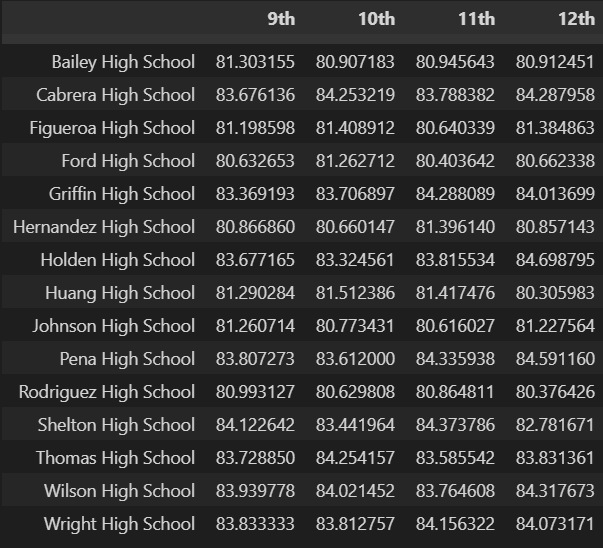 9th 10th 11th 12th
Bailey High School 81.303155 80.907183 80.945643 80.912451
Cabrera High School 83.676136 84.253219 83.788382 84.287958
Figueroa High School 81.198598 81.408912 80.640339 81.384863
Ford High School 80.632653 81.262712 80.403642 80.662338
Griffin High School 83.369193 83.706897 84.288089 84.013699
Hernandez High School 80.866860 80.660147 81.396140 80.857143
Holden High School 83.677165 83.324561 83.815534 84.698795
Huang High School 81.290284 81.512386 81.417476 80.305983
Johnson High School 81.260714 80.773431 80.616027 81.227564
Pena High School 83.807273 83.612000 84.335938 84.591160
Rodriguez High School 80.993127 80.629808 80.864811 80.376426
Shelton High School 84.122642 83.441964 84.373786 82.781671
Thomas High School 83.728850 84.254157 83.585542 83.831361
Wilson High School 83.939778 84.021452 83.764608 84.317673
Wright High School 83.833333 83.812757 84.156322 84.073171